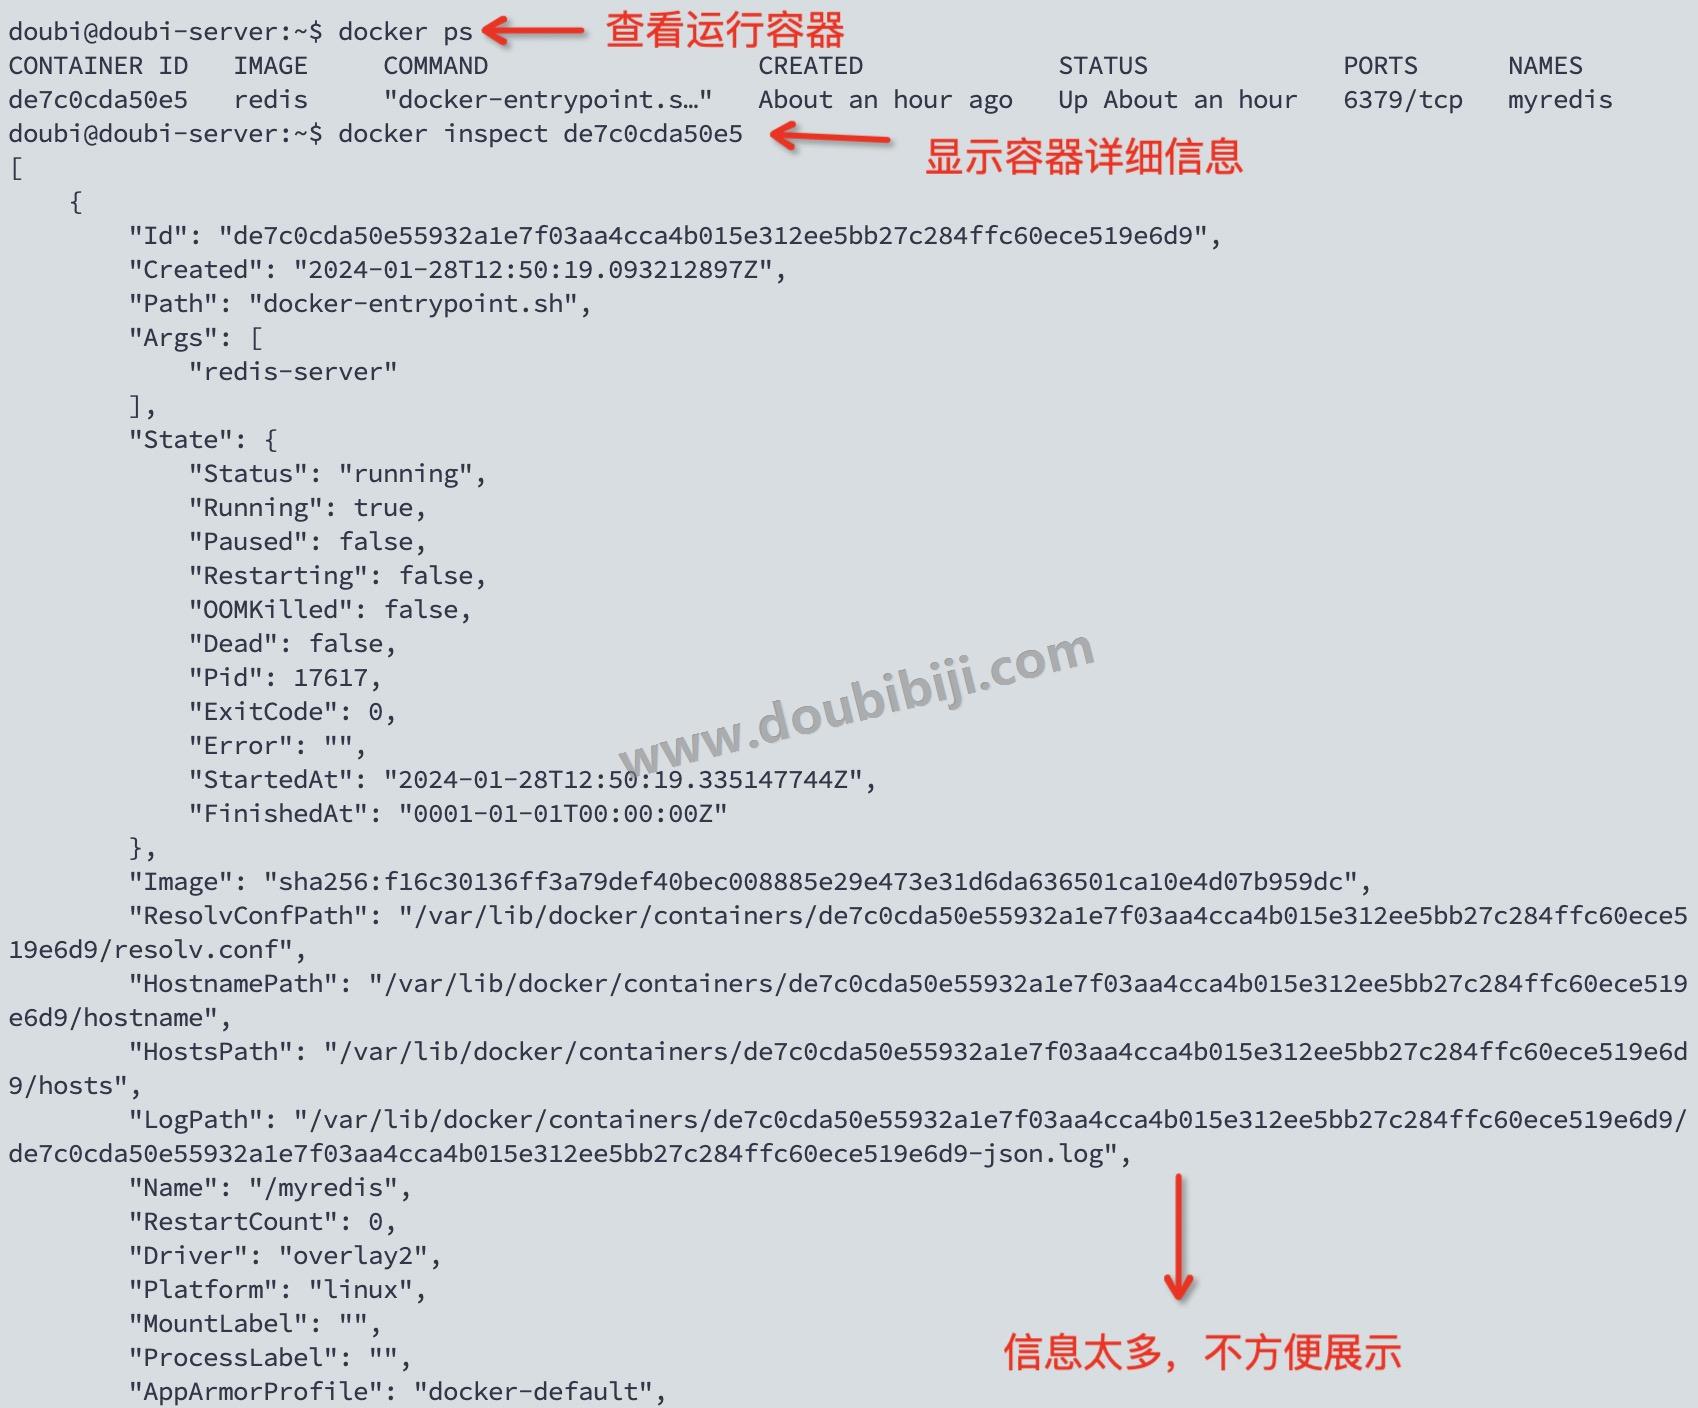 doubi@doubi-server:~$ docker ps 查看运行容器
CONTAINER ID   IMAGE     COMMAND                  CREATED             STATUS             PORTS      NAMES
de7c0cda50e5   redis     "docker-entrypoint.s…"   About an hour ago   Up About an hour   6379/tcp   myredis
doubi@doubi-server:~$ docker inspect de7c0cda50e5 显示容器详细信息
[
    {
        "Id": "de7c0cda50e55932a1e7f03aa4cca4b015e312ee5bb27c284ffc60ece519e6d9",
        "Created": "2024-01-28T12:50:19.093212897Z",
        "Path": "docker-entrypoint.sh",
        "Args": [
            "redis-server"
        ],
        "State": {
            "Status": "running",
            "Running": true,
            "Paused": false,
            "Restarting": false,
            "OOMKilled": false,
            "Dead": false,
            "Pid": 17617,
            "ExitCode": 0,
            "Error": "",
            "StartedAt": "2024-01-28T12:50:19.335147744Z",
            "FinishedAt": "0001-01-01T00:00:00Z"
        },
www.doubibiji.com
        "Image": "sha256:f16c30136ff3a79def40bec008885e29e473e31d6da636501ca10e4d07b959dc",
        "ResolvConfPath": "/var/lib/docker/containers/de7c0cda50e55932a1e7f03aa4cca4b015e312ee5bb27c284ffc60ece5
19e6d9/resolv.conf",
        "HostnamePath": "/var/lib/docker/containers/de7c0cda50e55932a1e7f03aa4cca4b015e312ee5bb27c284ffc60ece519
e6d9/hostname",
        "HostsPath": "/var/lib/docker/containers/de7c0cda50e55932a1e7f03aa4cca4b015e312ee5bb27c284ffc60ece519e6d
9/hosts",
        "LogPath": "/var/lib/docker/containers/de7c0cda50e55932a1e7f03aa4cca4b015e312ee5bb27c284ffc60ece519e6d9/
de7c0cda50e55932a1e7f03aa4cca4b015e312ee5bb27c284ffc60ece519e6d9-json.log",
        "Name": "/myredis",
        "RestartCount": 0,
        "Driver": "overlay2",
        "Platform": "linux",
        "MountLabel": "",
        "ProcessLabel": "",
        "AppArmorProfile": "docker-default",
信息太多，不方便展示